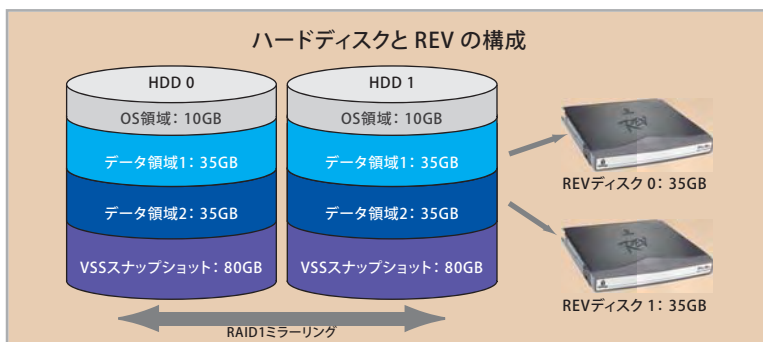 ハードディスクと REV の構成
HDD 0
HDD 1
OS領域：10GB
OS領域：10GB
データ領域1：35GB
データ領域1：35GB
データ領域2：35GB
データ領域2：35GB
VSSスナップショット：80GB
VSSスナップショット：80GB
RAID1ミラーリング
REV
REVディスク 0：35GB
REV
REVディスク 1：35GB